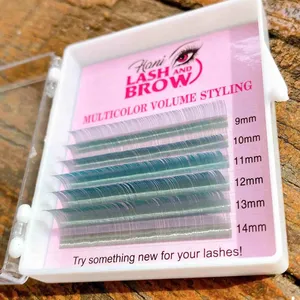 Hani
LASH AND
BROW
MULTICOLOR VOLUME STYLING
9mm
10mm
11mm
12mm
13mm
14mm
Try something new for your lashes!